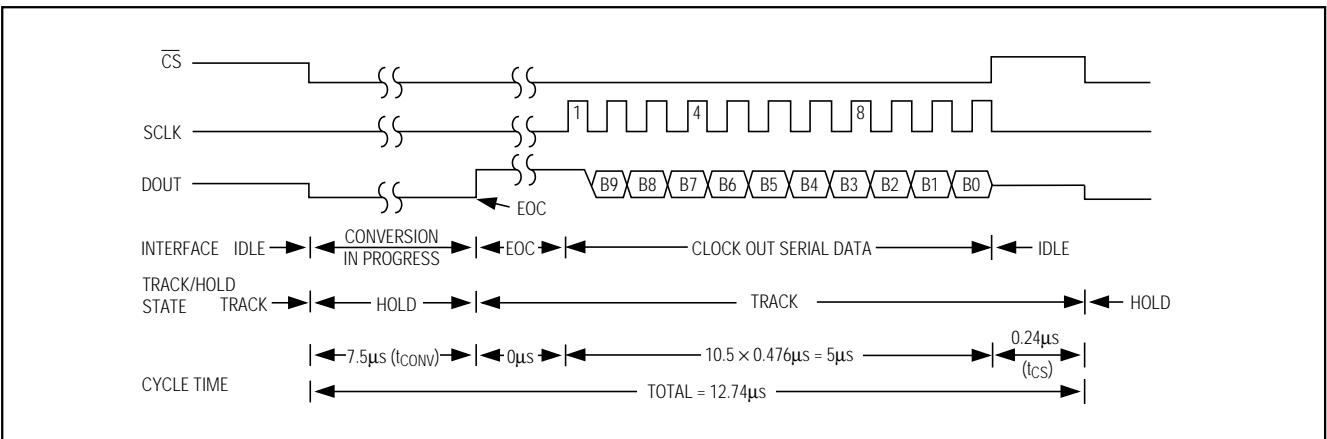 CS
SCLK 1 4 8
DOUT B9 B8 B7 B6 B5 B4 B3 B2 B1 B0
EOC
INTERFACE IDLE CONVERSION IN PROGRESS EOC CLOCK OUT SERIAL DATA IDLE
TRACK/HOLD
STATE TRACK HOLD TRACK HOLD
7.5µs (tCONV) 0µs 10.5 × 0.476µs = 5µs 0.24µs (tCS)
CYCLE TIME TOTAL = 12.74µs